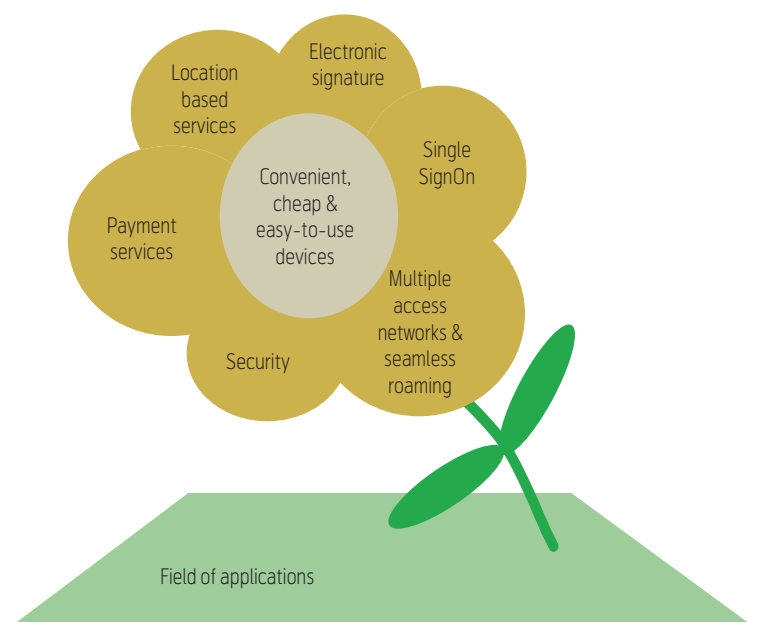 Electronic
signature
Location
based
services
Single
SignOn
Convenient,
cheap &
easy-to-use
devices
Payment
services
Multiple
access
networks &
seamless
roaming
Security
Field of applications